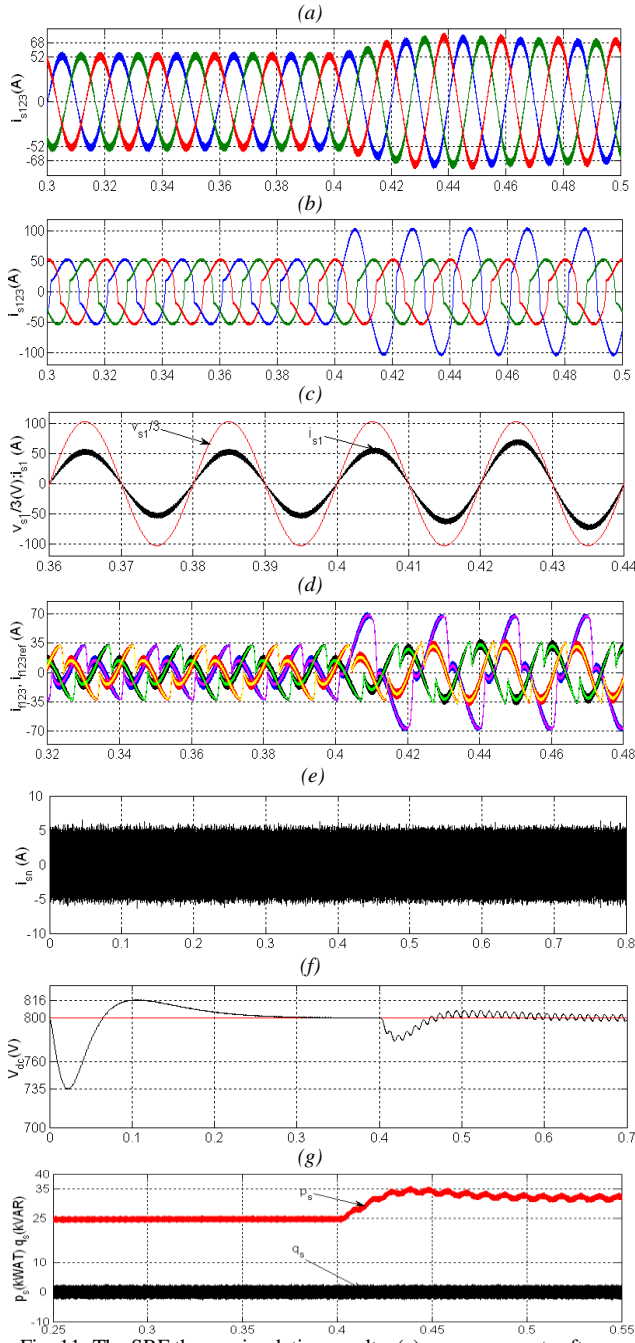 (a)
68
52
0
-52
-68
i_s123(A)
0.3 0.32 0.34 0.36 0.38 0.4 0.42 0.44 0.46 0.48 0.5
(b)
100
50
0
-50
-100
i_s123(A)
0.3 0.32 0.34 0.36 0.38 0.4 0.42 0.44 0.46 0.48 0.5
(c)
100
50
0
-50
-100
v_s1/3(V);i_s1 (A)
v_s1/3
i_s1
0.36 0.37 0.38 0.39 0.4 0.41 0.42 0.43 0.44
(d)
70
35
0
-35
-70
i_f123, i_f123ref (A)
0.32 0.34 0.36 0.38 0.4 0.42 0.44 0.46 0.48
(e)
10
5
0
-5
-10
i_sn (A)
0 0.1 0.2 0.3 0.4 0.5 0.6 0.7 0.8
(f)
816
800
760
735
700
V_dc(V)
0 0.1 0.2 0.3 0.4 0.5 0.6 0.7
(g)
40
35
25
10
0
-10
p_s(kWAT) q_s(kVAR)
p_s
q_s
0.25 0.3 0.35 0.4 0.45 0.5 0.55